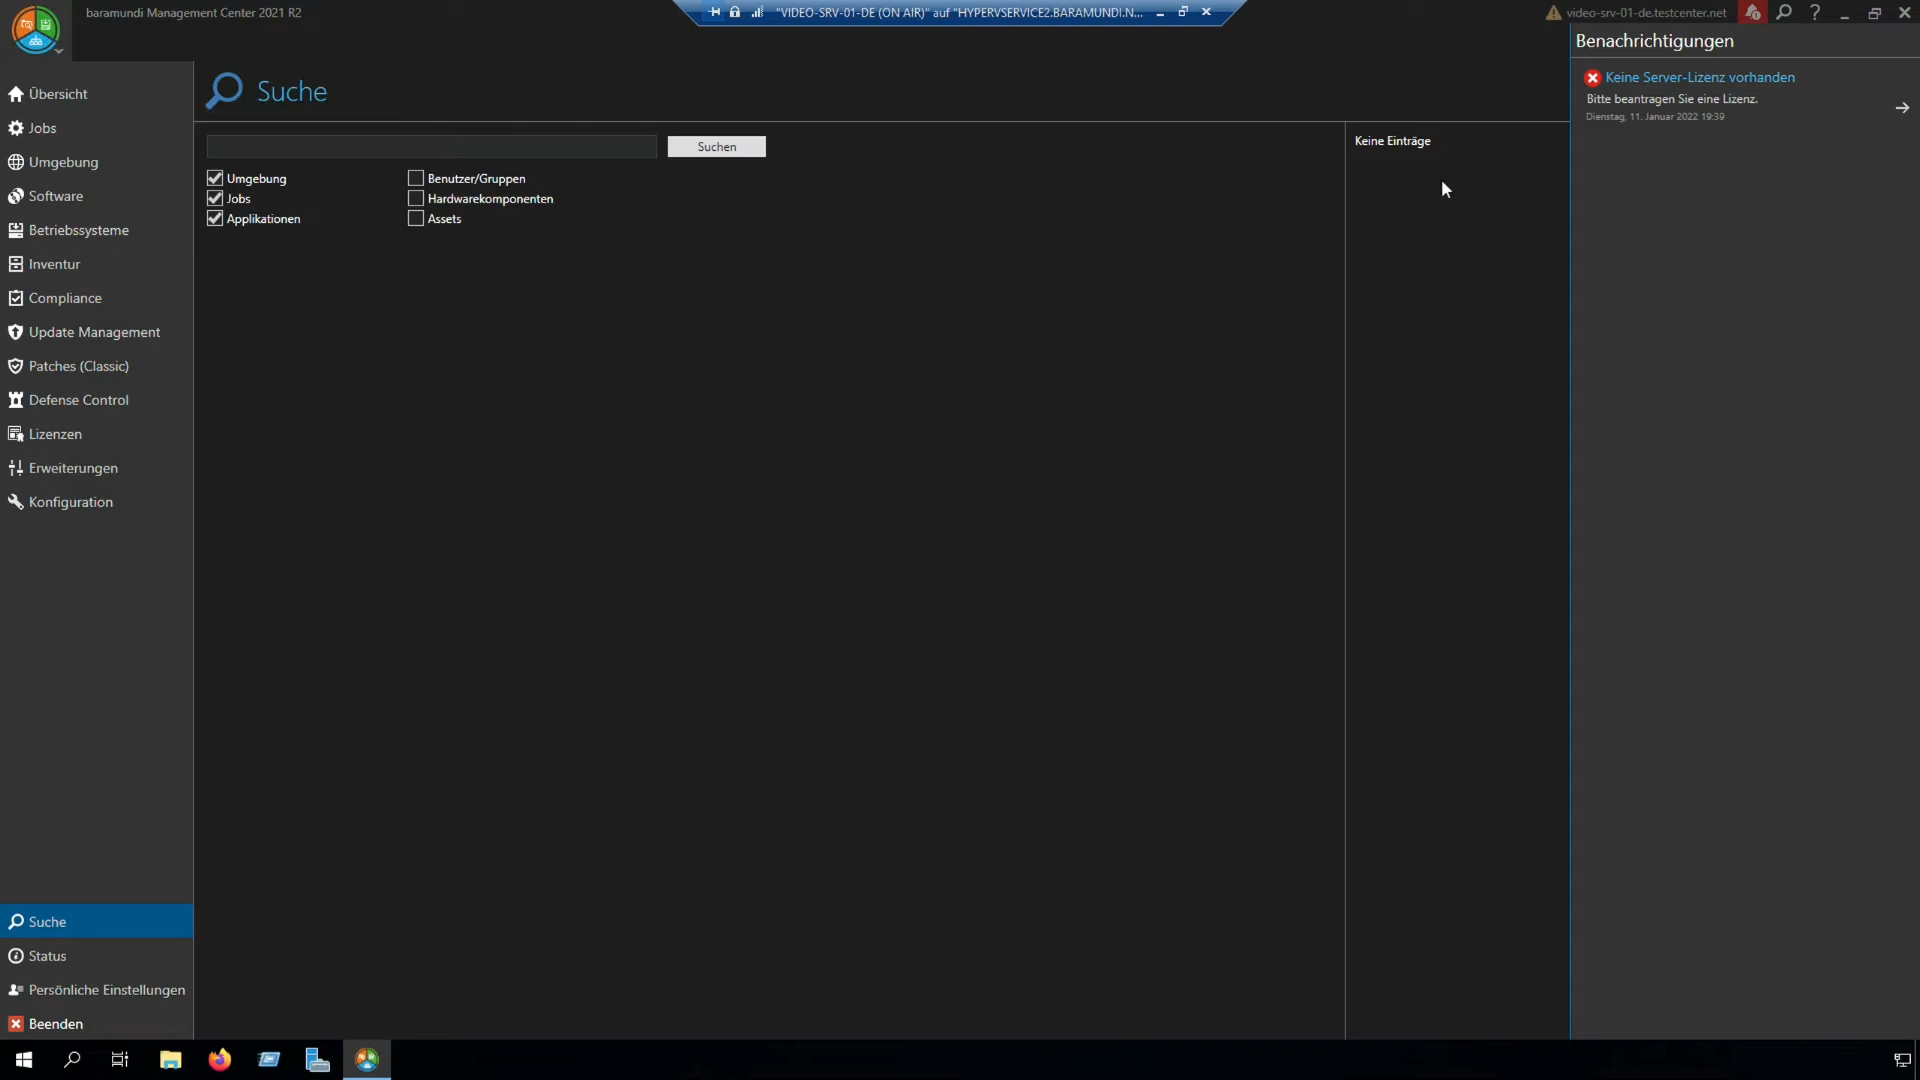 baramundi Management Center 2021 R2
"VIDEO-SRV-01-DE (ON AIR)" auf "HYPERVSERVICE2.BARAMUNDI.N...
video-srv-01-de.testcenter.net
Benachrichtigungen
Keine Server-Lizenz vorhanden
Bitte beantragen Sie eine Lizenz.
Dienstag, 11. Januar 2022 19:39
Übersicht
Jobs
Umgebung
Software
Betriebssysteme
Inventur
Compliance
Update Management
Patches (Classic)
Defense Control
Lizenzen
Erweiterungen
Konfiguration
Suche
Status
Persönliche Einstellungen
Beenden
Suche
Suchen
Umgebung
Benutzer/Gruppen
Jobs
Hardwarekomponenten
Applikationen
Assets
Keine Einträge